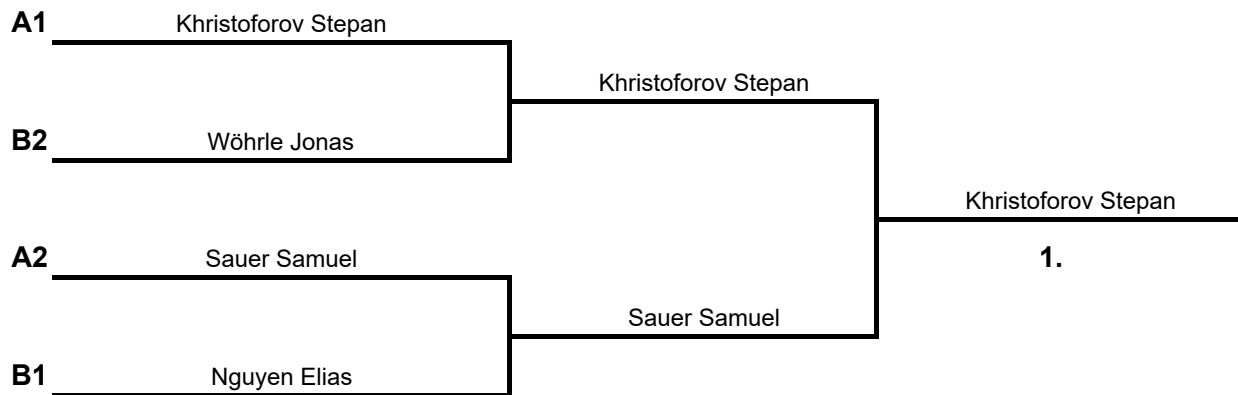 A1 Khristoforov Stepan
Khristoforov Stepan
B2 Wöhrle Jonas
Khristoforov Stepan
A2 Sauer Samuel
1.
Sauer Samuel
B1 Nguyen Elias